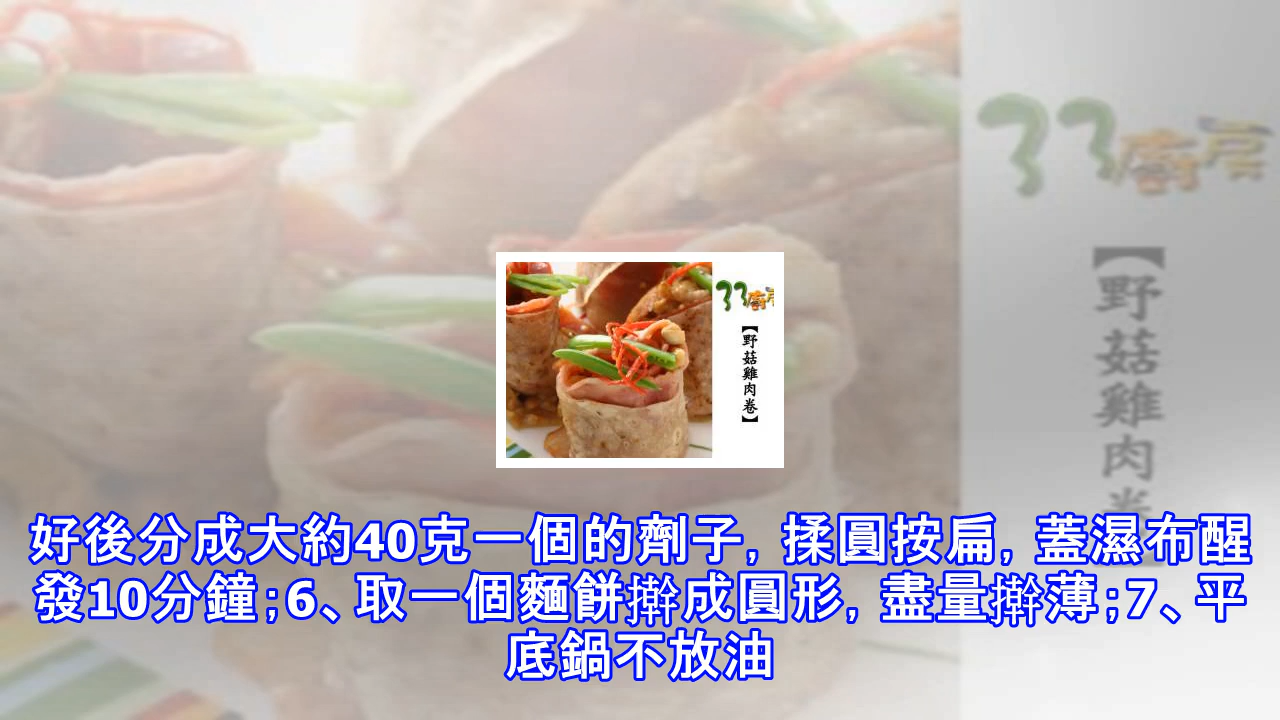 33廚房
【野菇雞肉卷】
好後分成大約40克一個的劑子, 揉圓按扁, 蓋濕布醒
發10分鐘;6、取一個麵餅擀成圓形, 盡量擀薄;7、平
底鍋不放油